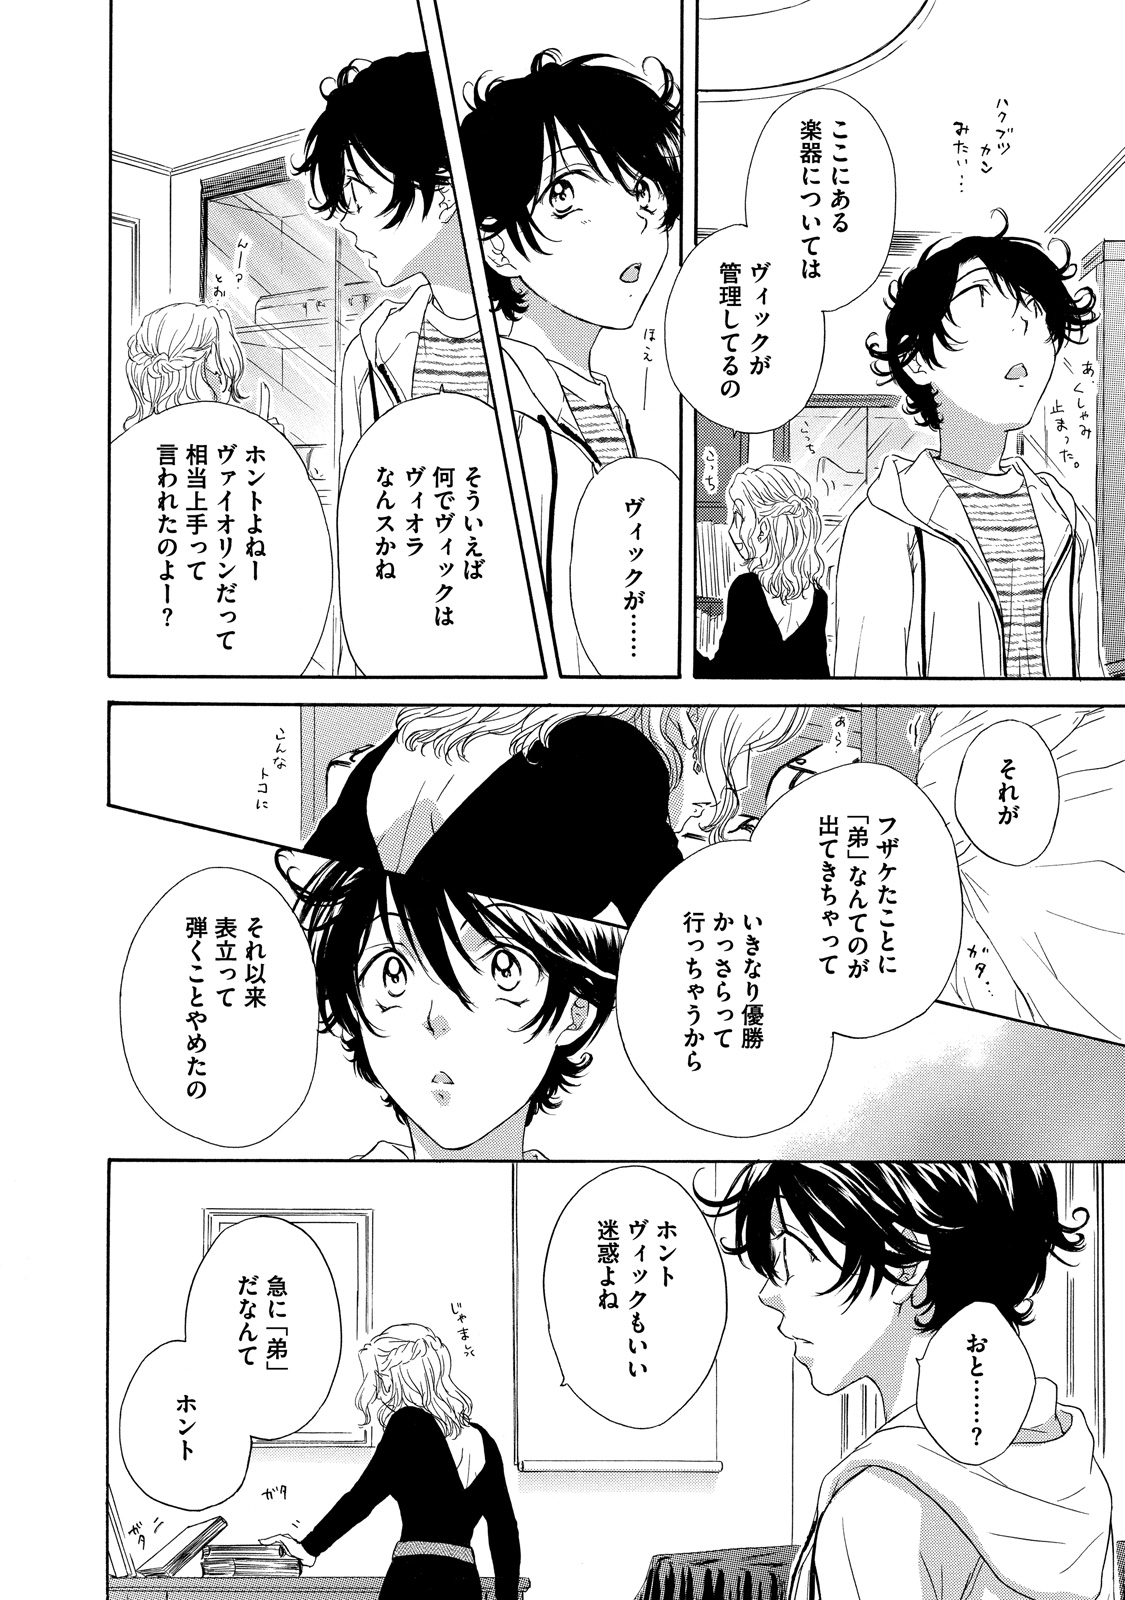 ハクブツ
カン
みたい…
ここにある
楽器については
ヴィックが
管理してるの
あ、くしゃみ
止まった。
こっち
こっち
ほえー
ヴィックが……
そういえば
何でヴィックは
ヴィオラ
なんスかね
んー？
とお…
ホントよねー
ヴァイオリンだって
相当上手って
言われたのよー？
それが
ガタ…
あら…
フザケたことに
「弟」なんてのが
出てきちゃって
いきなり優勝
かっさらって
行っちゃうから
こんな
トコに
それ以来
表立って
弾くことやめたの
おと……？
ホント
ヴィックもいい
迷惑よね
じゃまし
急に「弟」
だなんて
ホント
ガタ
ガタ